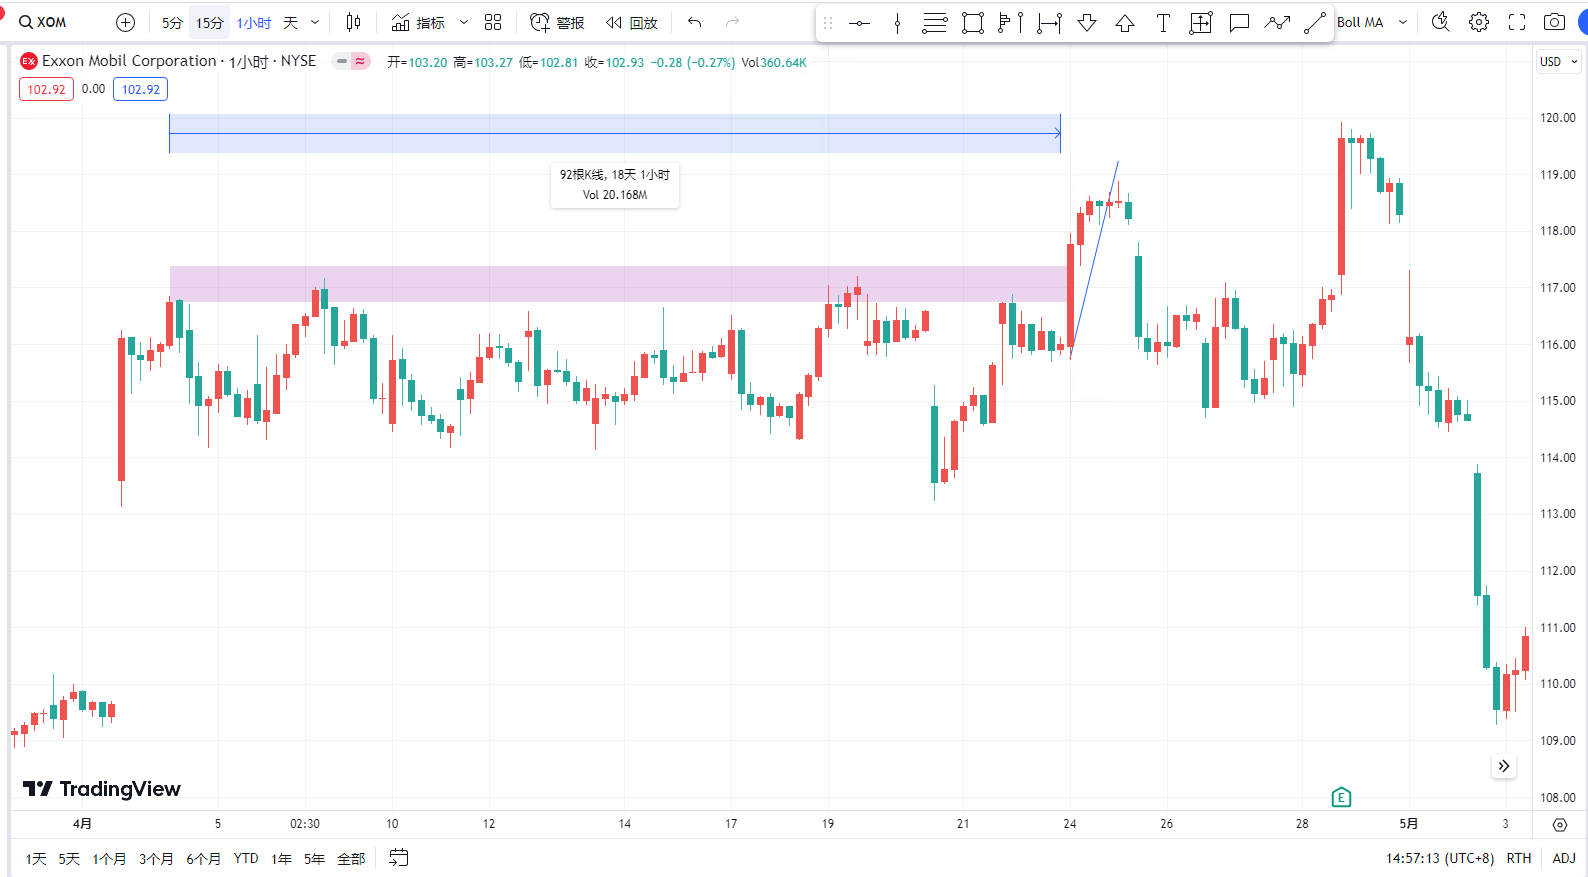 XOM 5分 15分 1小时 天 指标 警报 回放 T Boll MA
Exxon Mobil Corporation · 1小时 · NYSE 开=103.20 高=103.27 低=102.81 收=102.93 −0.28 (−0.27%) Vol360.64K
USD
102.92 0.00 102.92
120.00
92根K线, 18天 1小时
Vol 20.168M
119.00
118.00
117.00
116.00
115.00
114.00
113.00
112.00
111.00
110.00
109.00
108.00
TradingView
E
4月 5 02:30 10 12 14 17 19 21 24 26 28 5月 3
1天 5天 1个月 3个月 6个月 YTD 1年 5年 全部
14:57:13 (UTC+8) RTH ADJ